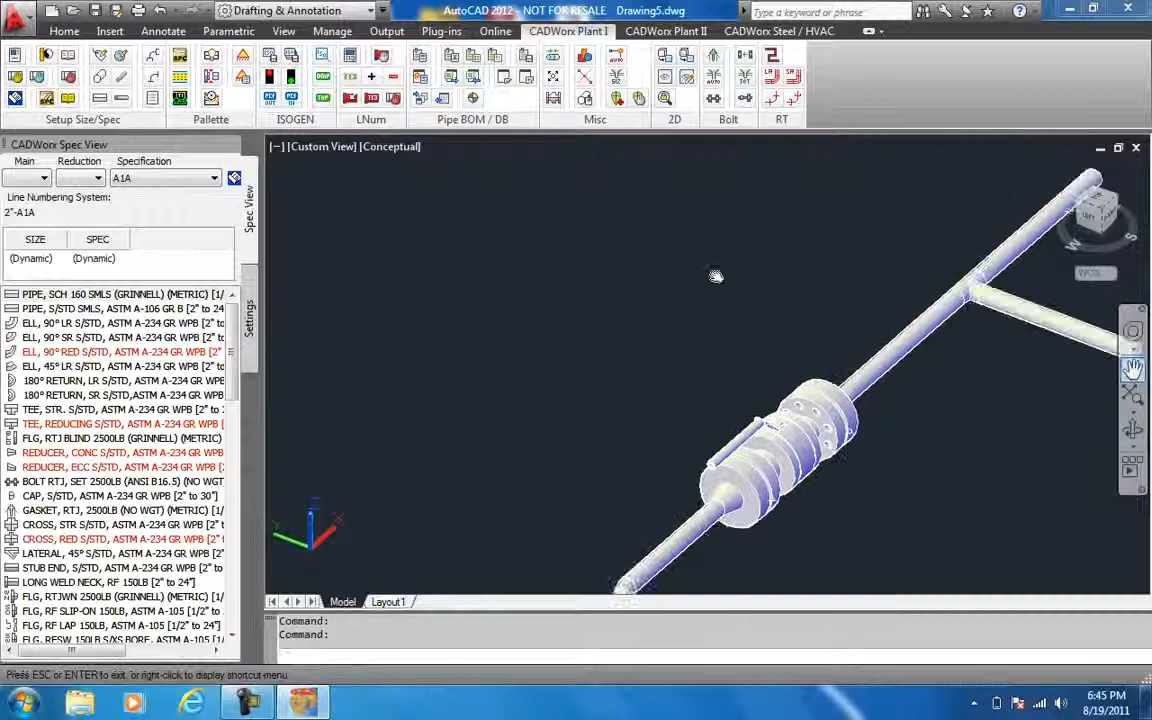 Drafting & Annotation
AutoCAD 2012 - NOT FOR RESALE Drawing5.dwg
Type a keyword or phrase
Home Insert Annotate Parametric View Manage Output Plug-ins Online CADWorx Plant I CADWorx Plant II CADWorx Steel / HVAC
Setup Size/Spec Pallette ISOGEN LNum Pipe BOM / DB Misc 2D Bolt RT
CADWorx Spec View
[−] [Custom View] [Conceptual]
Main Reduction Specification
A1A
Line Numbering System:
2"-A1A
SIZE SPEC
(Dynamic) (Dynamic)
Spec View
Settings
PIPE, SCH 160 SMLS (GRINNELL) (METRIC) [1/
PIPE, S/STD SMLS, ASTM A-106 GR B [2" to 24
ELL, 90° LR S/STD, ASTM A-234 GR WPB [2" t
ELL, 90° SR S/STD, ASTM A-234 GR WPB [2" t
ELL, 90° RED S/STD, ASTM A-234 GR WPB [2"
ELL, 45° LR S/STD, ASTM A-234 GR WPB [2" t
180° RETURN, LR S/STD, ASTM A-234 GR WPB
180° RETURN, SR S/STD, ASTM A-234 GR WPB
TEE, STR. S/STD, ASTM A-234 GR WPB [2" to
TEE, REDUCING S/STD, ASTM A-234 GR WPB
FLG, RTJ BLIND 2500LB (GRINNELL) (METRIC)
REDUCER, CONC S/STD, ASTM A-234 GR WPB
REDUCER, ECC S/STD, ASTM A-234 GR WPB [
BOLT RTJ, SET 2500LB (ANSI B16.5) (NO WGT)
CAP, S/STD, ASTM A-234 GR WPB [2" to 30"]
GASKET, RTJ, 2500LB (NO WGT) (METRIC) [1/
CROSS, STR S/STD, ASTM A-234 GR WPB [2"
CROSS, RED S/STD, ASTM A-234 GR WPB [2"
LATERAL, 45° S/STD, ASTM A-234 GR WPB [2
STUB END, S/STD, ASTM A-234 GR WPB [2" to
LONG WELD NECK, RF 150LB [2" to 24"]
FLG, RTJWN 2500LB (GRINNELL) (METRIC) [1/
FLG, RF SLIP-ON 150LB, ASTM A-105 [1/2" to
FLG, RF LAP 150LB, ASTM A-105 [1/2" to 24"]
FLG, RESW 150LB S/XS BORE, ASTM A-105 [1/
W S
WCS
Model Layout1
Command:
Command:
Press ESC or ENTER to exit, or right-click to display shortcut-menu.
6:45 PM
8/19/2011